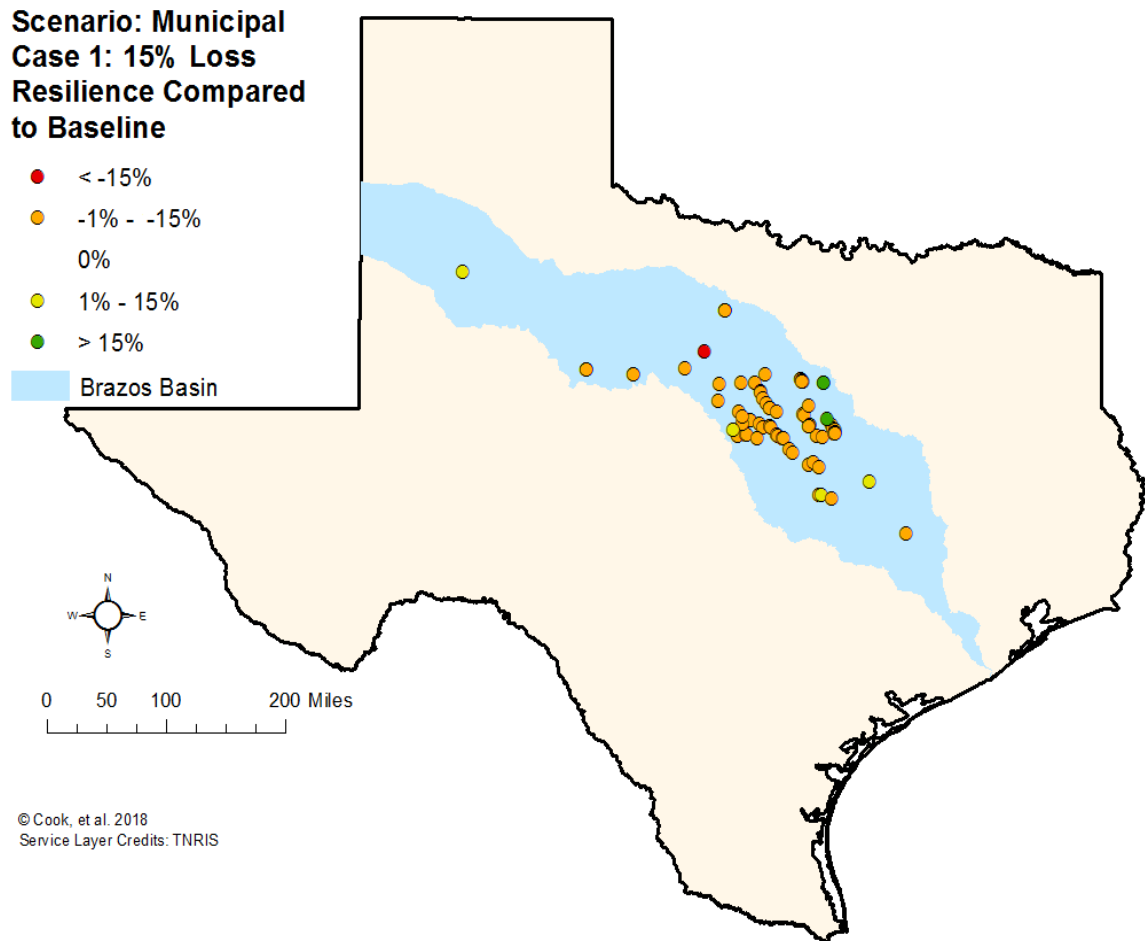 Scenario: Municipal
Case 1: 15% Loss
Resilience Compared
to Baseline
< -15%
-1% - -15%
0%
1% - 15%
> 15%
Brazos Basin
N
W E
S
0 50 100 200 Miles
© Cook, et al. 2018
Service Layer Credits: TNRIS